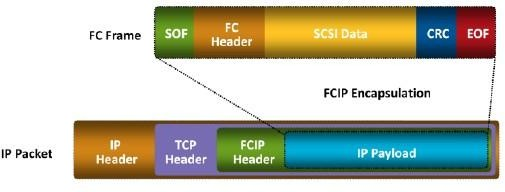 FC Frame
SOF
FC Header
SCSI Data
CRC
EOF
FCIP Encapsulation
IP Packet
IP Header
TCP Header
FCIP Header
IP Payload